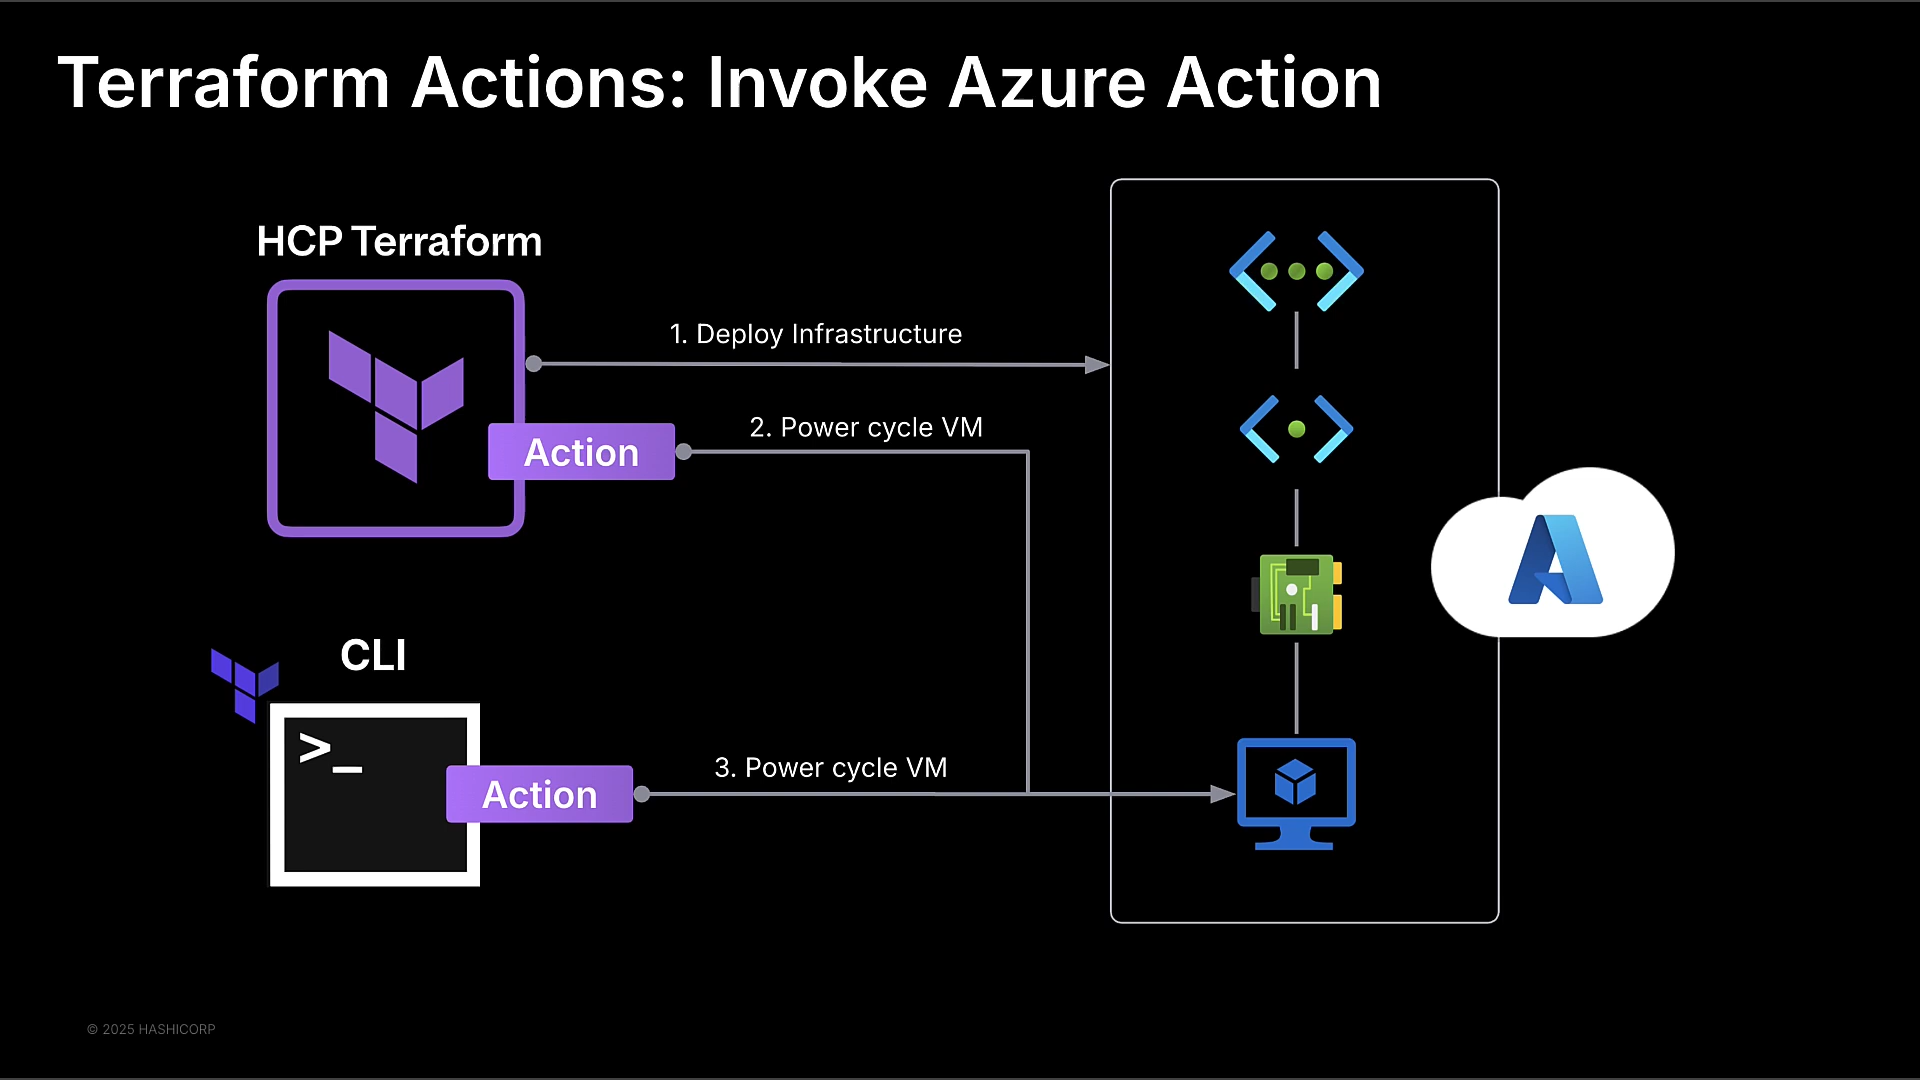 Terraform Actions: Invoke Azure Action
HCP Terraform
1. Deploy Infrastructure
2. Power cycle VM
Action
CLI
>_
3. Power cycle VM
Action
© 2025 HASHICORP